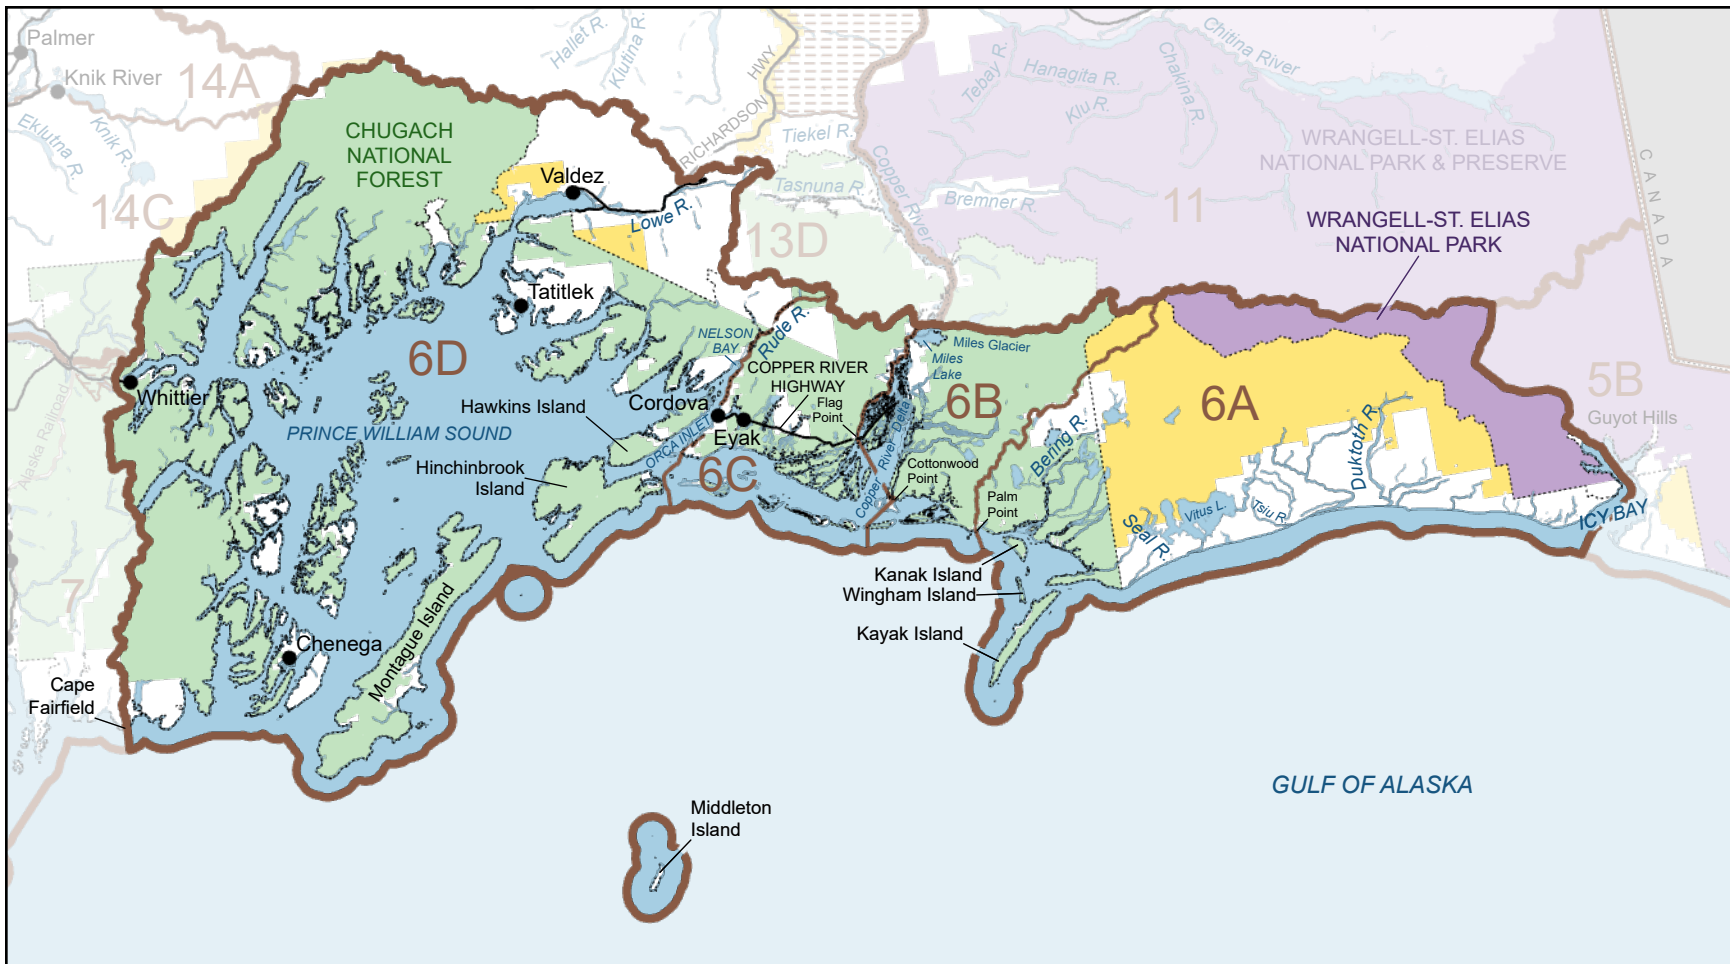 Palmer
Knik River
14A
Eklutna R.
Knik R.
14C
Hallet R.
Klutina R.
HWY
RICHARDSON
Tiekel R.
Tasnuna R.
Copper River
13D
Bremner R.
Tebay R.
Hanagita R.
Klu R.
Chakina R.
Chitina River
WRANGELL-ST. ELIAS
NATIONAL PARK & PRESERVE
11
CANADA
WRANGELL-ST. ELIAS
NATIONAL PARK
5B
Guyot Hills
CHUGACH
NATIONAL
FOREST
Valdez
Lowe R.
Tatitlek
6D
NELSON
BAY
Rude R.
COPPER RIVER
HIGHWAY
Flag
Point
Miles Glacier
Miles
Lake
6B
6A
Whittier
Alaska Railroad
PRINCE WILLIAM SOUND
Hawkins Island
Cordova
Eyak
ORCA INLET
6C
Hinchinbrook
Island
Copper River Delta
Cottonwood
Point
Palm
Point
Bering R.
Seal R.
Vitus L.
Tsiu R.
Duktoth R.
ICY BAY
Kanak Island
Wingham Island
Kayak Island
7
Chenega
Montague Island
Cape
Fairfield
Middleton
Island
GULF OF ALASKA